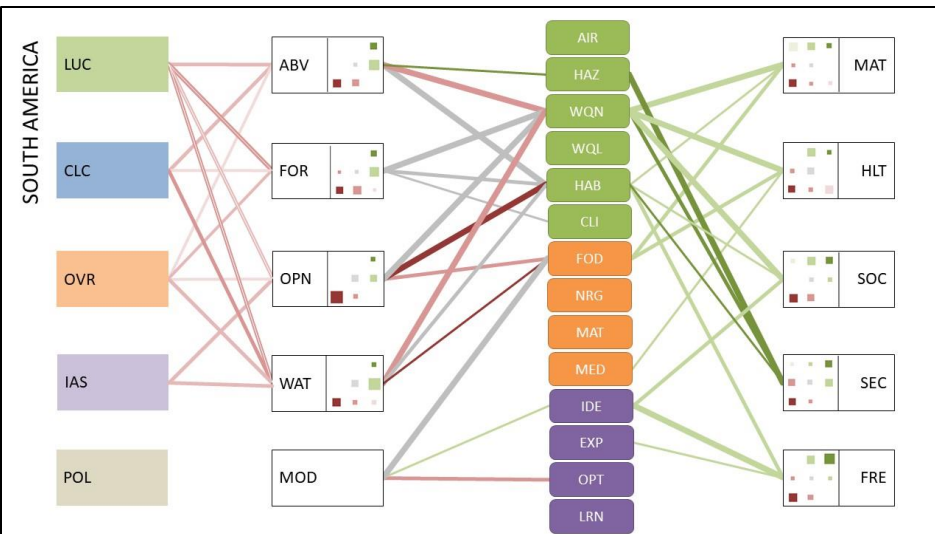 SOUTH AMERICA
LUC
CLC
OVR
IAS
POL
ABV
FOR
OPN
WAT
MOD
AIR
HAZ
WQN
WQL
HAB
CLI
FOD
NRG
MAT
MED
IDE
EXP
OPT
LRN
MAT
HLT
SOC
SEC
FRE